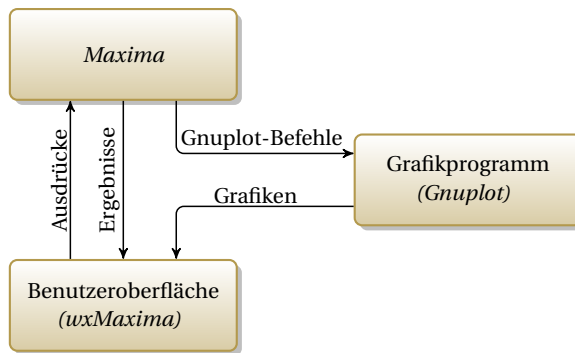 Maxima
Ausdrücke
Ergebnisse
Gnuplot-Befehle
Grafikprogramm
(Gnuplot)
Grafiken
Benutzeroberfläche
(wxMaxima)